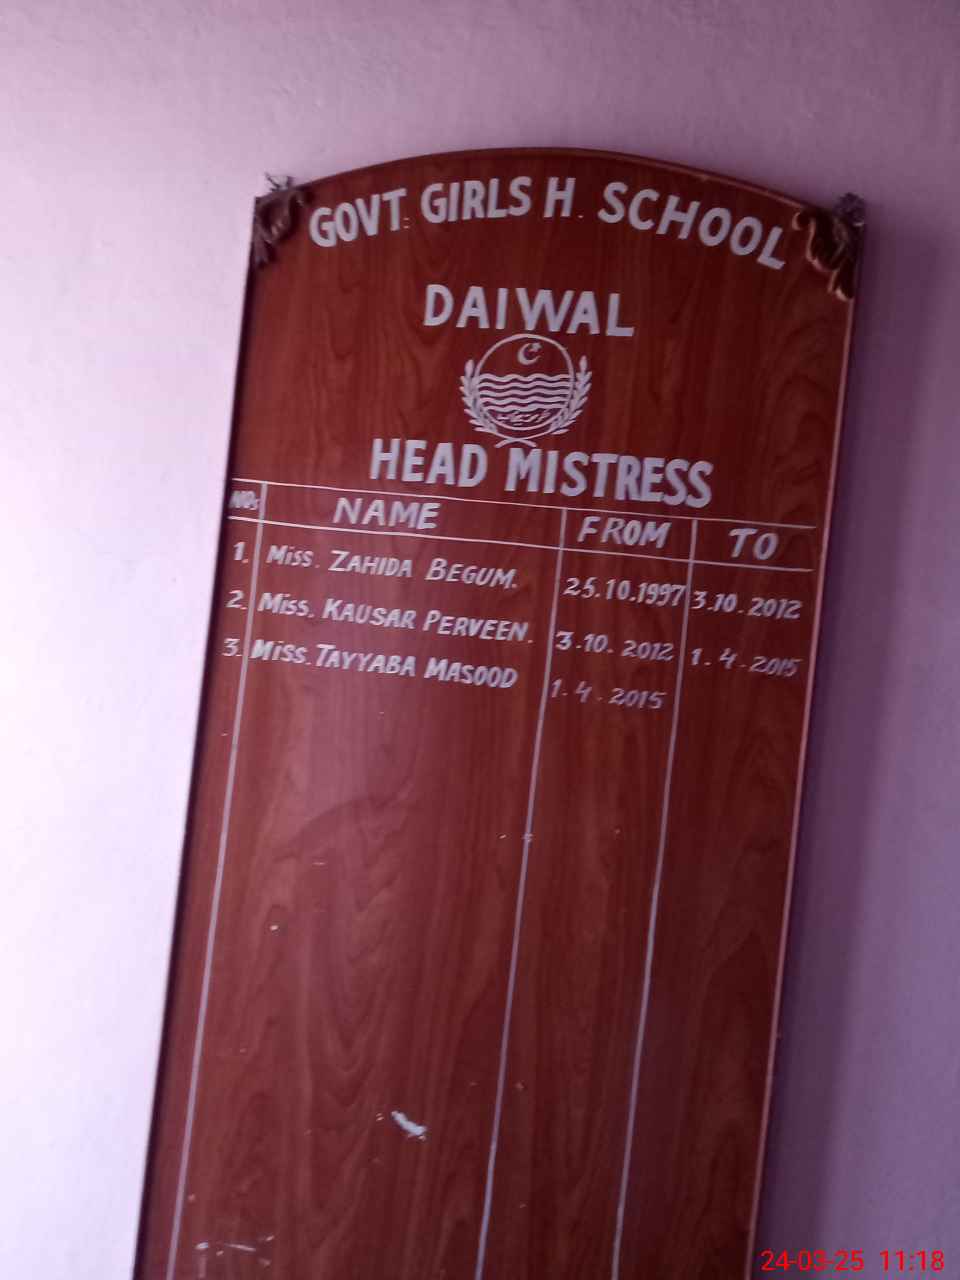 GOVT. GIRLS H. SCHOOL
DAIWAL
HEAD MISTRESS
NOs NAME FROM TO
1. Miss. ZAHIDA BEGUM. 25.10.1997 3.10.2012
2. Miss. KAUSAR PERVEEN. 3.10.2012 1.4.2015
3. Miss. TAYYABA MASOOD 1.4.2015
24-03-25 11:18